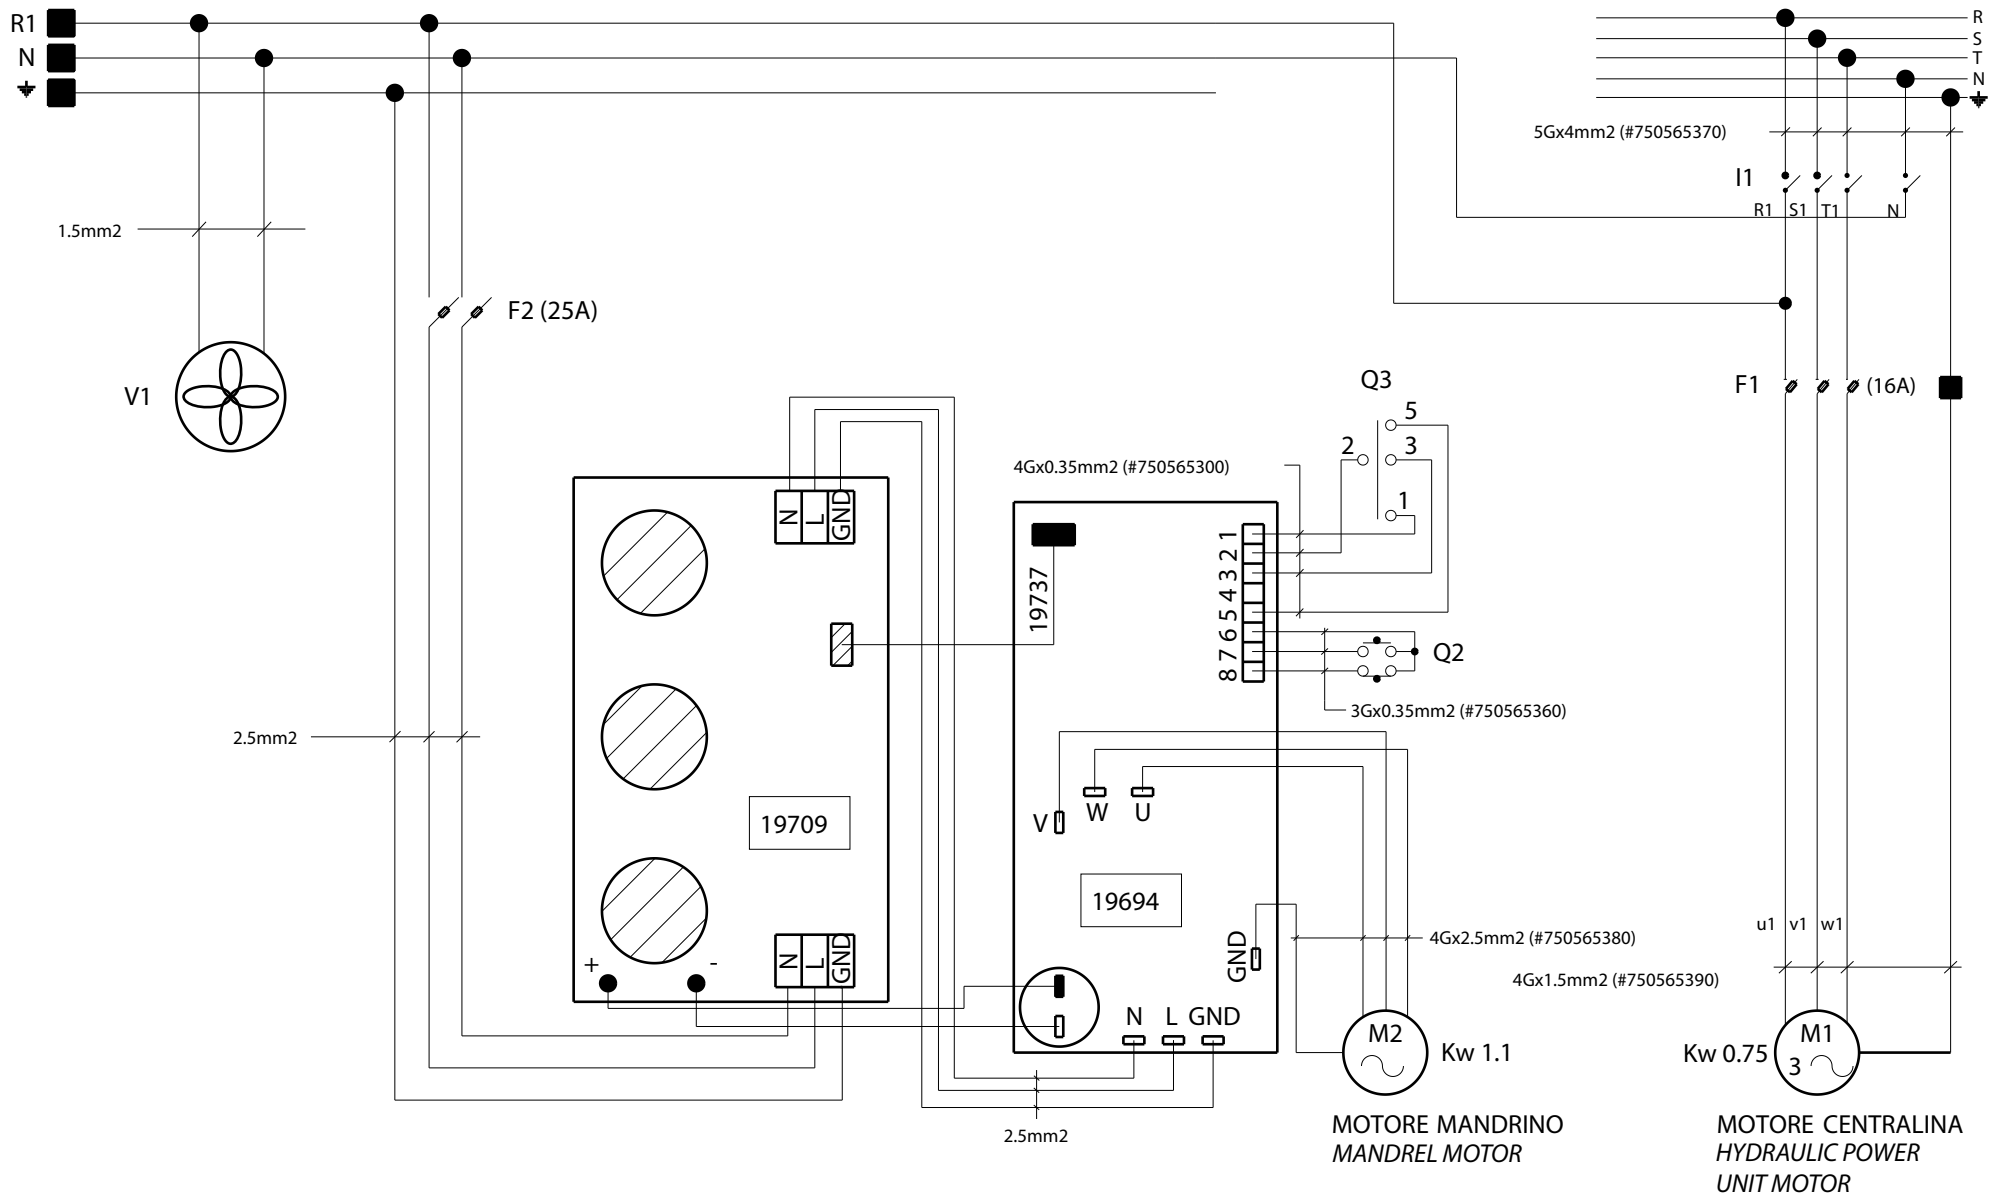 R1
N
R
S
T
N
5Gx4mm2 (#750565370)
I1
R1 S1 T1 N
1.5mm2
F2 (25A)
V1
Q3
F1 (16A)
5
2 3
1
4Gx0.35mm2 (#750565300)
N L GND
19737
1
2
3
4
5
6
7
8
Q2
3Gx0.35mm2 (#750565360)
2.5mm2
V W U
19709
19694
u1 v1 w1
4Gx2.5mm2 (#750565380)
4Gx1.5mm2 (#750565390)
+ -
N L GND
GND
N L GND
M2
Kw 1.1
Kw 0.75
M1
3
2.5mm2
MOTORE MANDRINO
MANDREL MOTOR
MOTORE CENTRALINA
HYDRAULIC POWER
UNIT MOTOR